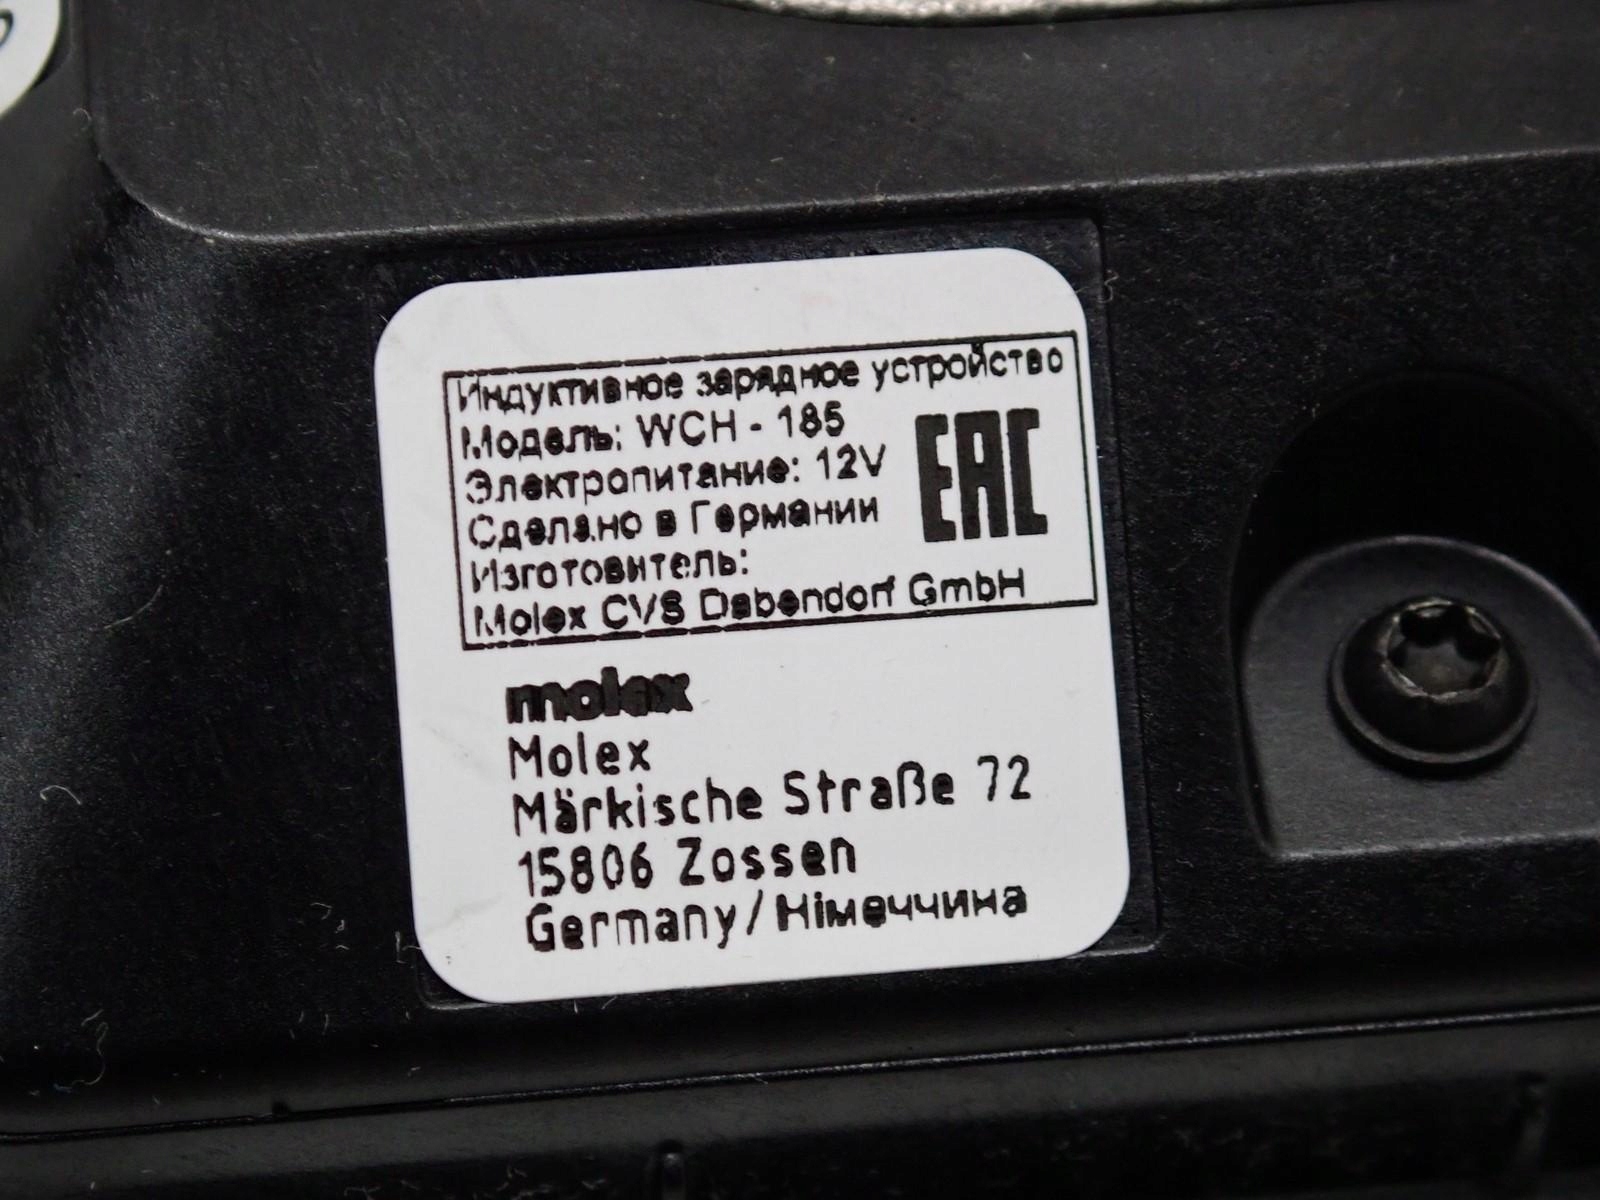 Индуктивное зарядное устройство
Модель: WCH - 185
Электропитание: 12V
Сделано в Германии
EAC
Изготовитель:
Molex CVS Dabendorf GmbH
molex
Molex
Märkische Straße 72
15806 Zossen
Germany / Німеччина